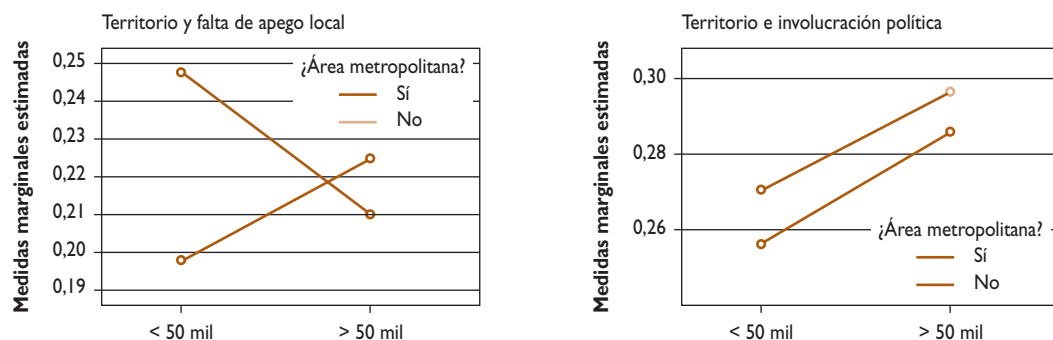 Territorio y falta de apego local
Medidas marginales estimadas
0,25
0,24
0,23
0,22
0,21
0,20
0,19
¿Área metropolitana?
Sí
No
< 50 mil
> 50 mil
Territorio e involucración política
Medidas marginales estimadas
0,30
0,28
0,26
¿Área metropolitana?
Sí
No
< 50 mil
> 50 mil